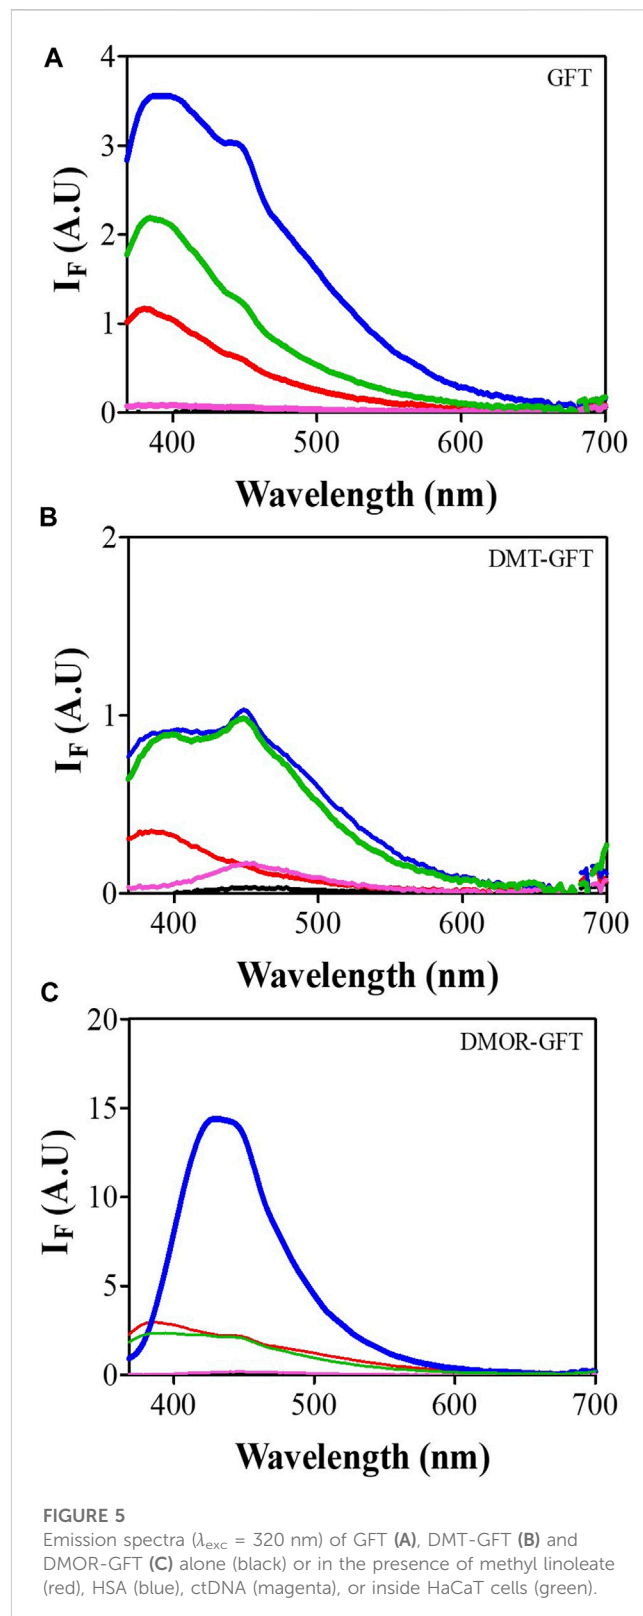 A
GFT
4
3
2
1
0
I_F (A.U)
400 500 600 700
Wavelength (nm)
B
DMT-GFT
2
1
0
I_F (A.U)
400 500 600 700
Wavelength (nm)
C
DMOR-GFT
20
15
10
5
0
I_F (A.U)
400 500 600 700
Wavelength (nm)
FIGURE 5
Emission spectra (λexc = 320 nm) of GFT (A), DMT-GFT (B) and
DMOR-GFT (C) alone (black) or in the presence of methyl linoleate
(red), HSA (blue), ctDNA (magenta), or inside HaCaT cells (green).